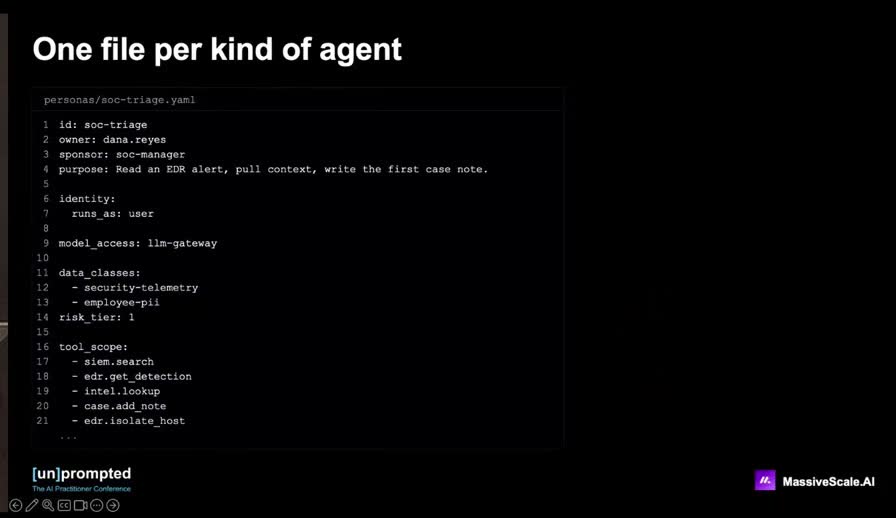 One file per kind of agent
personas/soc-triage.yaml
1 id: soc-triage
2 owner: dana.reyes
3 sponsor: soc-manager
4 purpose: Read an EDR alert, pull context, write the first case note.
5
6 identity:
7   runs_as: user
8
9 model_access: llm-gateway
10
11 data_classes:
12   - security-telemetry
13   - employee-pii
14 risk_tier: 1
15
16 tool_scope:
17   - siem.search
18   - edr.get_detection
19   - intel.lookup
20   - case.add_note
21   - edr.isolate_host
...
[un]prompted
The AI Practitioner Conference
MassiveScale.AI
CC